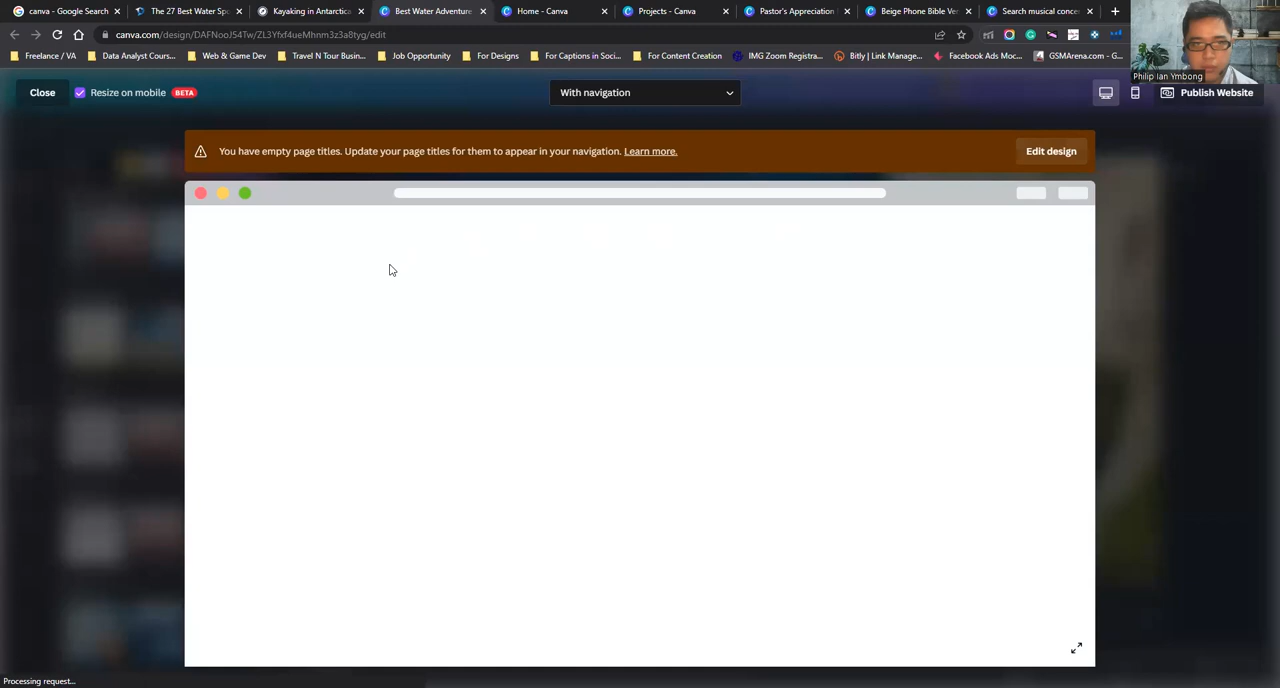 canva - Google Search
The 27 Best Water Spo
Kayaking in Antarctica
Best Water Adventure
Home - Canva
Projects - Canva
Pastor's Appreciation
Beige Phone Bible Ve
Search musical conce
canva.com/design/DAFNooJS4Tw/ZL3Yfxf4ueMhnm3z3a8tyg/edit
Freelance / VA
Data Analyst Cours...
Web & Game Dev
Travel N Tour Busin...
Job Opportunity
For Designs
For Captions in Soci...
For Content Creation
IMG Zoom Registra...
Bitly | Link Manage...
Facebook Ads Moc...
GSMArena.com - G...
Philip Ian Ymbong
Close
Resize on mobile
BETA
With navigation
Publish Website
You have empty page titles. Update your page titles for them to appear in your navigation. Learn more.
Edit design
Processing request...